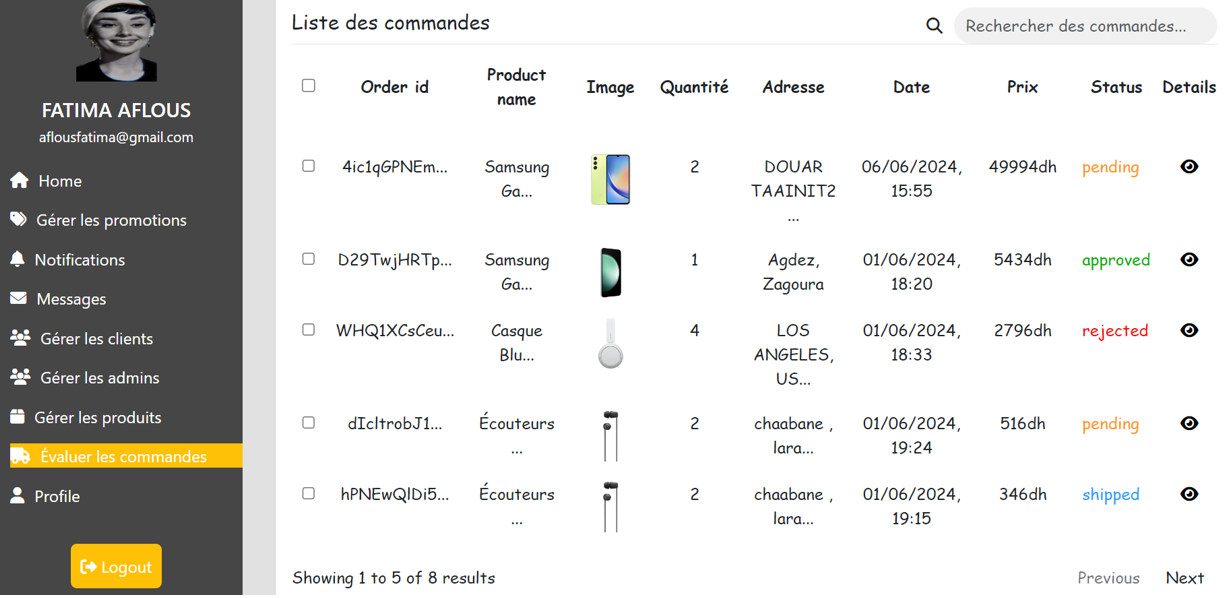 FATIMA AFLOUS
aflousfatima@gmail.com
Home
Gérer les promotions
Notifications
Messages
Gérer les clients
Gérer les admins
Gérer les produits
Évaluer les commandes
Profile
Logout
Liste des commandes
Rechercher des commandes...
Order id Product name Image Quantité Adresse Date Prix Status Details
4ic1qGPNEm... Samsung Ga... 2 DOUAR TAAINIT2 ... 06/06/2024, 15:55 49994dh pending
D29TwjHRTp... Samsung Ga... 1 Agdez, Zagoura 01/06/2024, 18:20 5434dh approved
WHQ1XCsCeu... Casque Blu... 4 LOS ANGELES, US... 01/06/2024, 18:33 2796dh rejected
dIcltrobJ1... Écouteurs ... 2 chaabane , lara... 01/06/2024, 19:24 516dh pending
hPNEwQlDi5... Écouteurs ... 2 chaabane , lara... 01/06/2024, 19:15 346dh shipped
Showing 1 to 5 of 8 results
Previous Next